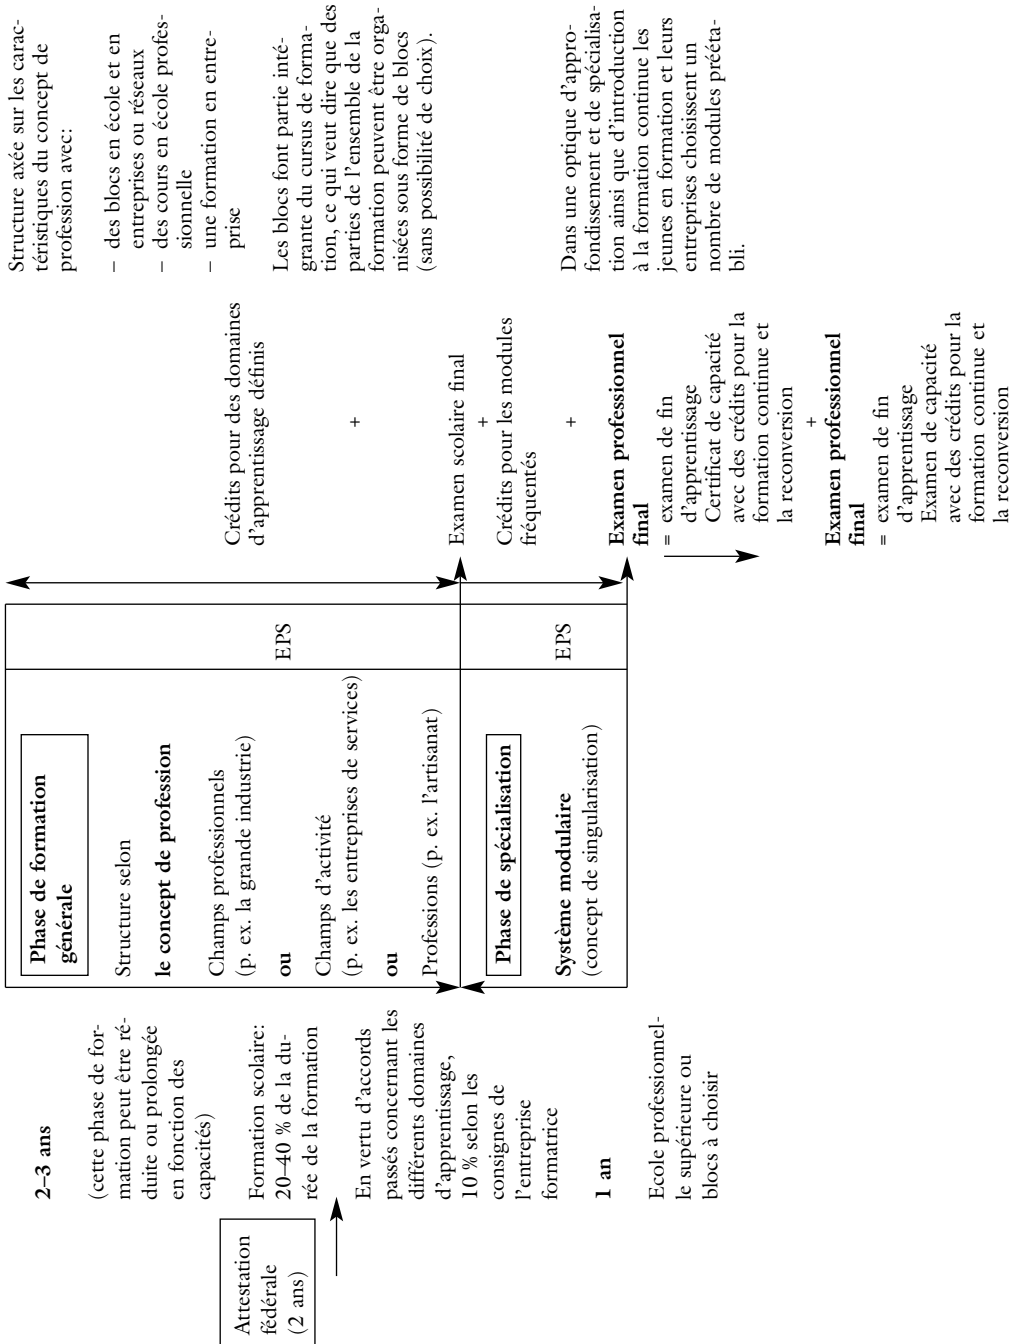 Attestation
fédérale
(2 ans)
2–3 ans
(cette phase de for-
mation peut être ré-
duite ou prolongée
en fonction des
capacités)
Formation scolaire:
20–40 % de la du-
rée de la formation
En vertu d'accords
passés concernant les
différents domaines
d'apprentissage,
10 % selon les
consignes de
l'entreprise
formatrice
1 an
Ecole professionnel-
le supérieure ou
blocs à choisir
Phase de formation
générale
Structure selon
le concept de profession
Champs professionnels
(p. ex. la grande industrie)
ou
Champs d'activité
(p. ex. les entreprises de services)
ou
Professions (p. ex. l'artisanat)
Phase de spécialisation
Système modulaire
(concept de singularisation)
EPS
EPS
Crédits pour des domaines
d'apprentissage définis
+
Examen scolaire final
+
Crédits pour les modules
fréquentés
+
Examen professionnel
final
= examen de fin
d'apprentissage
Certificat de capacité
avec des crédits pour la
formation continue et
la reconversion
+
Examen professionnel
final
= examen de fin
d'apprentissage
Examen de capacité
avec des crédits pour la
formation continue et
la reconversion
Structure axée sur les carac-
téristiques du concept de
profession avec:
– des blocs en école et en
entreprises ou réseaux
– des cours en école profes-
sionnelle
– une formation en entre-
prise
Les blocs font partie inté-
grante du cursus de forma-
tion, ce qui veut dire que des
parties de l'ensemble de la
formation peuvent être orga-
nisées sous forme de blocs
(sans possibilité de choix).
Dans une optique d'appro-
fondissement et de spécialisa-
tion ainsi que d'introduction
à la formation continue les
jeunes en formation et leurs
entreprises choisissent un
nombre de modules préta-
bli.